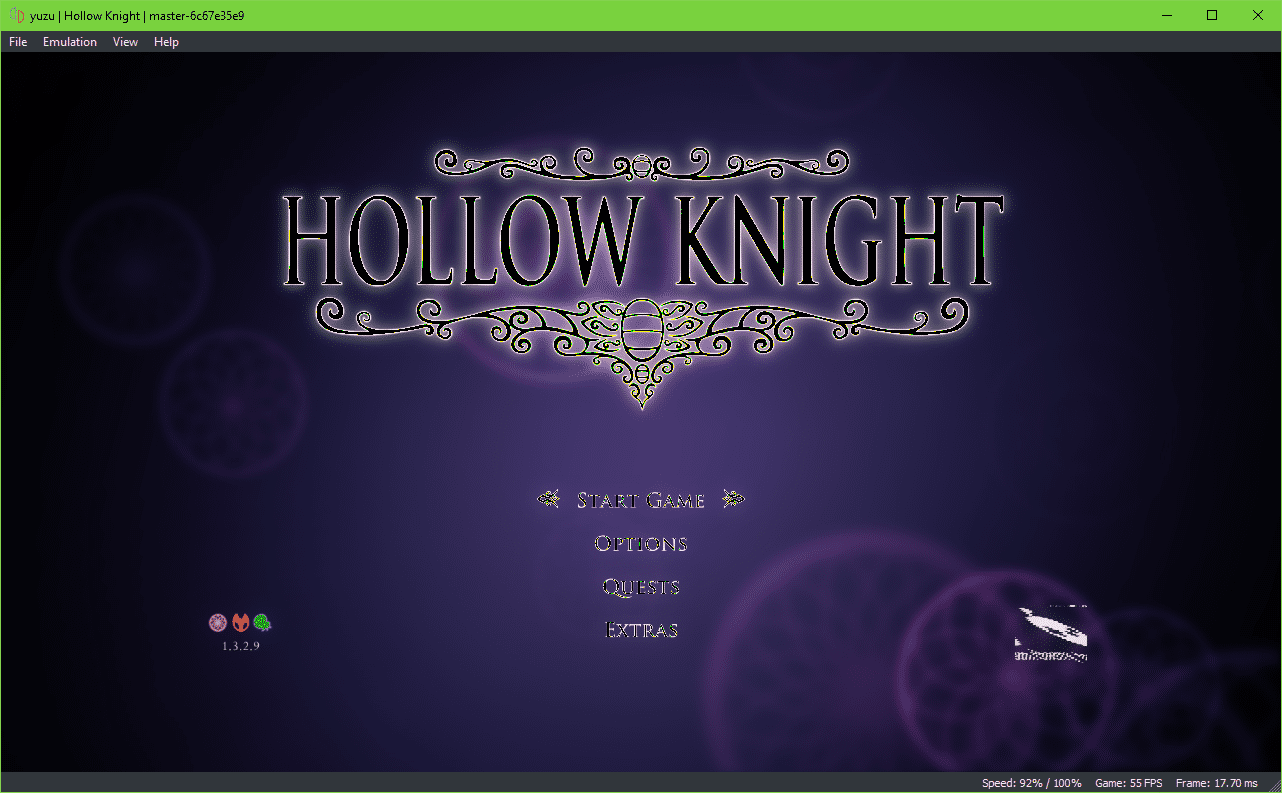 yuzu | Hollow Knight | master-6c67e35e9
File Emulation View Help
HOLLOW KNIGHT
START GAME
OPTIONS
QUESTS
EXTRAS
1.3.2.9
Speed: 92% / 100% Game: 55 FPS Frame: 17.70 ms